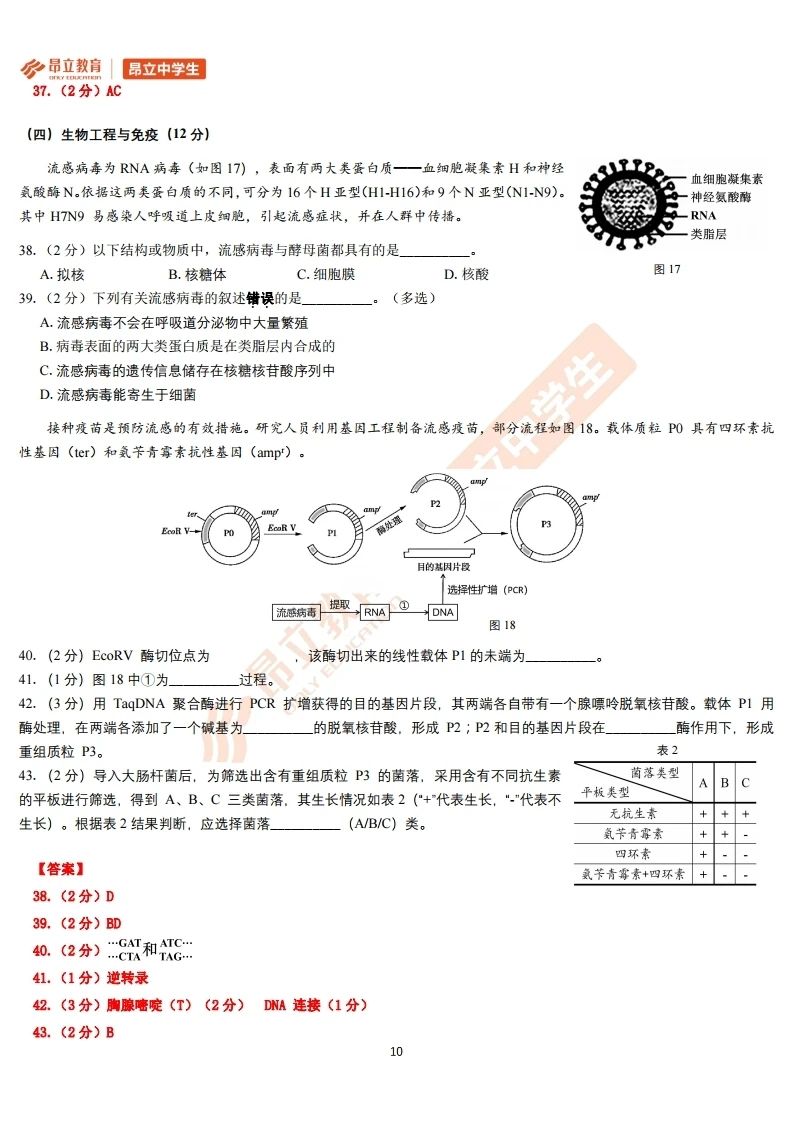 昂立教育
ONLY EDUCATION
昂立中学生
37.（2分）AC
（四）生物工程与免疫（12 分）
流感病毒为 RNA 病毒（如图 17），表面有两大类蛋白质——血细胞凝集素 H 和神经
氨酸酶 N。依据这两类蛋白质的不同，可分为 16 个 H 亚型（H1-H16）和 9 个 N 亚型（N1-N9）。
其中 H7N9 易感染人呼吸道上皮细胞，引起流感症状，并在人群中传播。
血细胞凝集素
神经氨酸酶
RNA
类脂层
图 17
38.（2 分）以下结构或物质中，流感病毒与酵母菌都具有的是__________。
A. 拟核 B. 核糖体 C. 细胞膜 D. 核酸
39.（2 分）下列有关流感病毒的叙述错误的是__________。（多选）
A. 流感病毒不会在呼吸道分泌物中大量繁殖
B. 病毒表面的两大类蛋白质是在类脂层内合成的
C. 流感病毒的遗传信息储存在核糖核苷酸序列中
D. 流感病毒能寄生于细菌
接种疫苗是预防流感的有效措施。研究人员利用基因工程制备流感疫苗，部分流程如图 18。载体质粒 P0 具有四环素抗
性基因（ter）和氨苄青霉素抗性基因（ampʳ）。
ter ampʳ EcoR V P0 EcoR V ampʳ P1 酶处理 ampʳ P2 ampʳ P3
目的基因片段
选择性扩增（PCR）
流感病毒 提取 RNA ① DNA
图 18
40.（2 分）EcoRV 酶切位点为 ，该酶切出来的线性载体 P1 的末端为__________。
41.（1 分）图 18 中①为__________过程。
42.（3 分）用 TaqDNA 聚合酶进行 PCR 扩增获得的目的基因片段，其两端各自带有一个腺嘌呤脱氧核苷酸。载体 P1 用
酶处理，在两端各添加了一个碱基为__________的脱氧核苷酸，形成 P2；P2 和目的基因片段在__________酶作用下，形成
重组质粒 P3。
43.（2 分）导入大肠杆菌后，为筛选出含有重组质粒 P3 的菌落，采用含有不同抗生素
的平板进行筛选，得到 A、B、C 三类菌落，其生长情况如表 2（“+”代表生长，“-”代表不
生长）。根据表 2 结果判断，应选择菌落__________（A/B/C）类。
表 2
菌落类型 平板类型 A B C
无抗生素 + + +
氨苄青霉素 + + -
四环素 + - -
氨苄青霉素+四环素 + - -
【答案】
38.（2分）D
39.（2分）BD
40.（2分） ···GAT 和 ATC···
···CTA TAG···
41.（1分）逆转录
42.（3分）胸腺嘧啶（T）（2分） DNA 连接（1分）
43.（2分）B
10
昂立教育
ONLY EDUCATION
昂立中学生